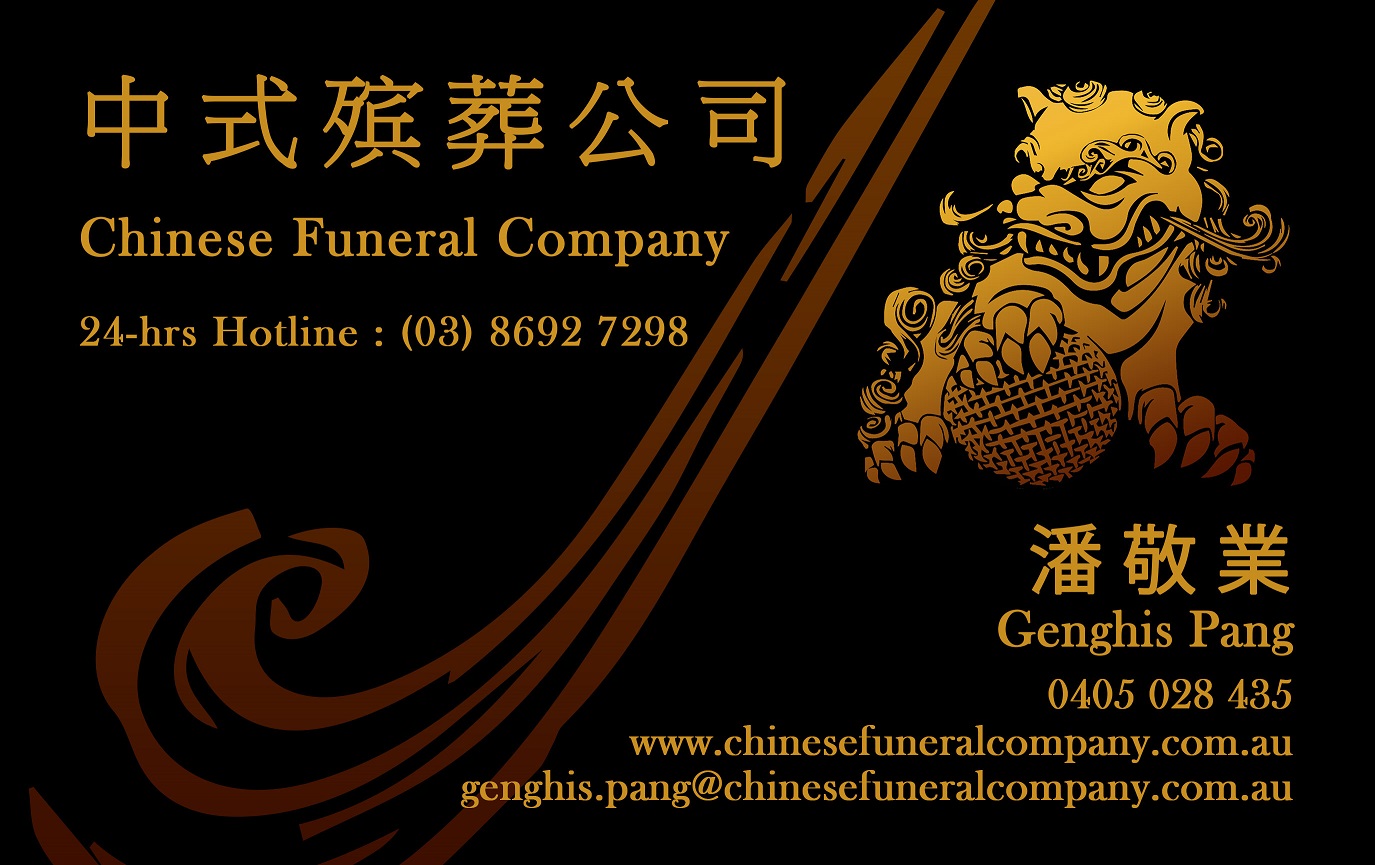 中式殡葬公司
Chinese Funeral Company
24-hrs Hotline : (03) 8692 7298
潘敬業
Genghis Pang
0405 028 435
www.chinesefuneralcompany.com.au
genghis.pang@chinesefuneralcompany.com.au